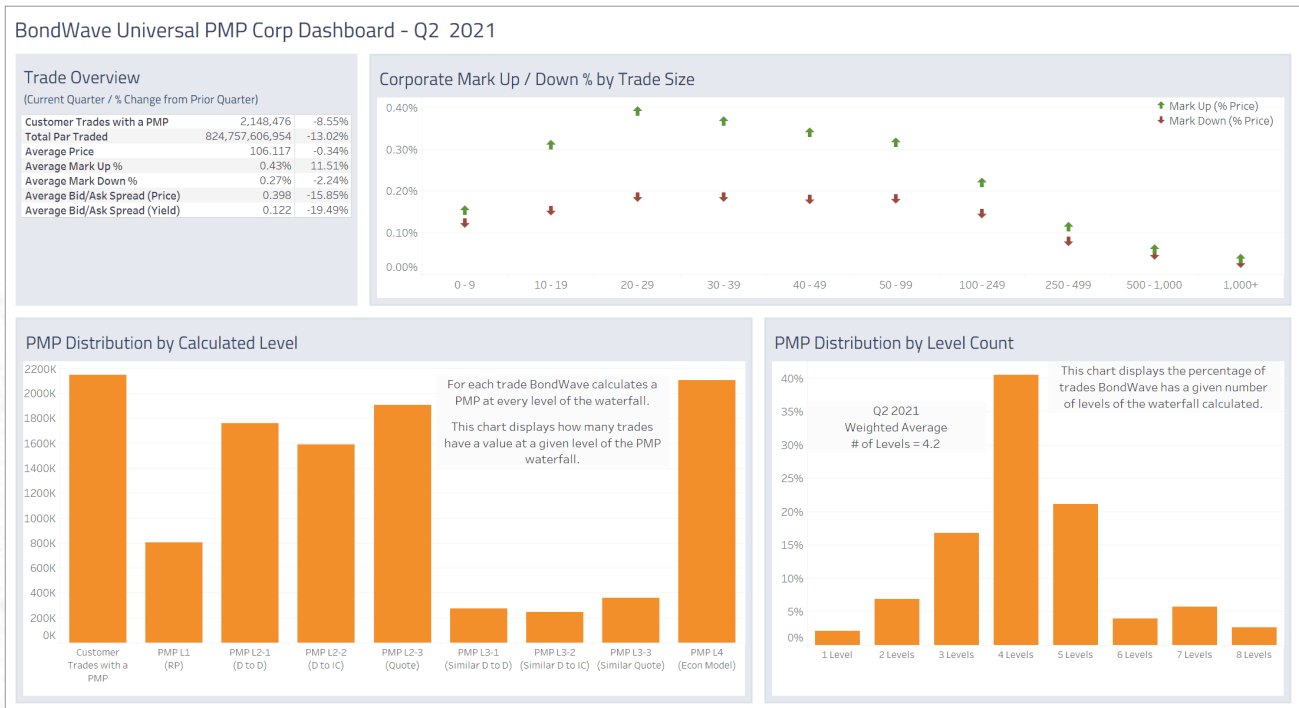 BondWave Universal PMP Corp Dashboard - Q2 2021
Trade Overview
(Current Quarter / % Change from Prior Quarter)
Customer Trades with a PMP 2,148,476 -8.55%
Total Par Traded 824,757,606,954 -13.02%
Average Price 106.117 -0.34%
Average Mark Up % 0.43% 11.51%
Average Mark Down % 0.27% -2.24%
Average Bid/Ask Spread (Price) 0.398 -15.85%
Average Bid/Ask Spread (Yield) 0.122 -19.49%
Corporate Mark Up / Down % by Trade Size
Mark Up (% Price)
Mark Down (% Price)
0.40%
0.30%
0.20%
0.10%
0.00%
0 - 9 10 - 19 20 - 29 30 - 39 40 - 49 50 - 99 100 - 249 250 - 499 500 - 1,000 1,000+
PMP Distribution by Calculated Level
For each trade BondWave calculates a
PMP at every level of the waterfall.
This chart displays how many trades
have a value at a given level of the PMP
waterfall.
2200K
2000K
1800K
1600K
1400K
1200K
1000K
800K
600K
400K
200K
0K
Customer
Trades with a
PMP
PMP L1
(RP)
PMP L2-1
(D to D)
PMP L2-2
(D to IC)
PMP L2-3
(Quote)
PMP L3-1
(Similar D to D)
PMP L3-2
(Similar D to IC)
PMP L3-3
(Similar Quote)
PMP L4
(Econ Model)
PMP Distribution by Level Count
This chart displays the percentage of
trades BondWave has a given number
of levels of the waterfall calculated.
Q2 2021
Weighted Average
# of Levels = 4.2
40%
35%
30%
25%
20%
15%
10%
5%
0%
1 Level 2 Levels 3 Levels 4 Levels 5 Levels 6 Levels 7 Levels 8 Levels